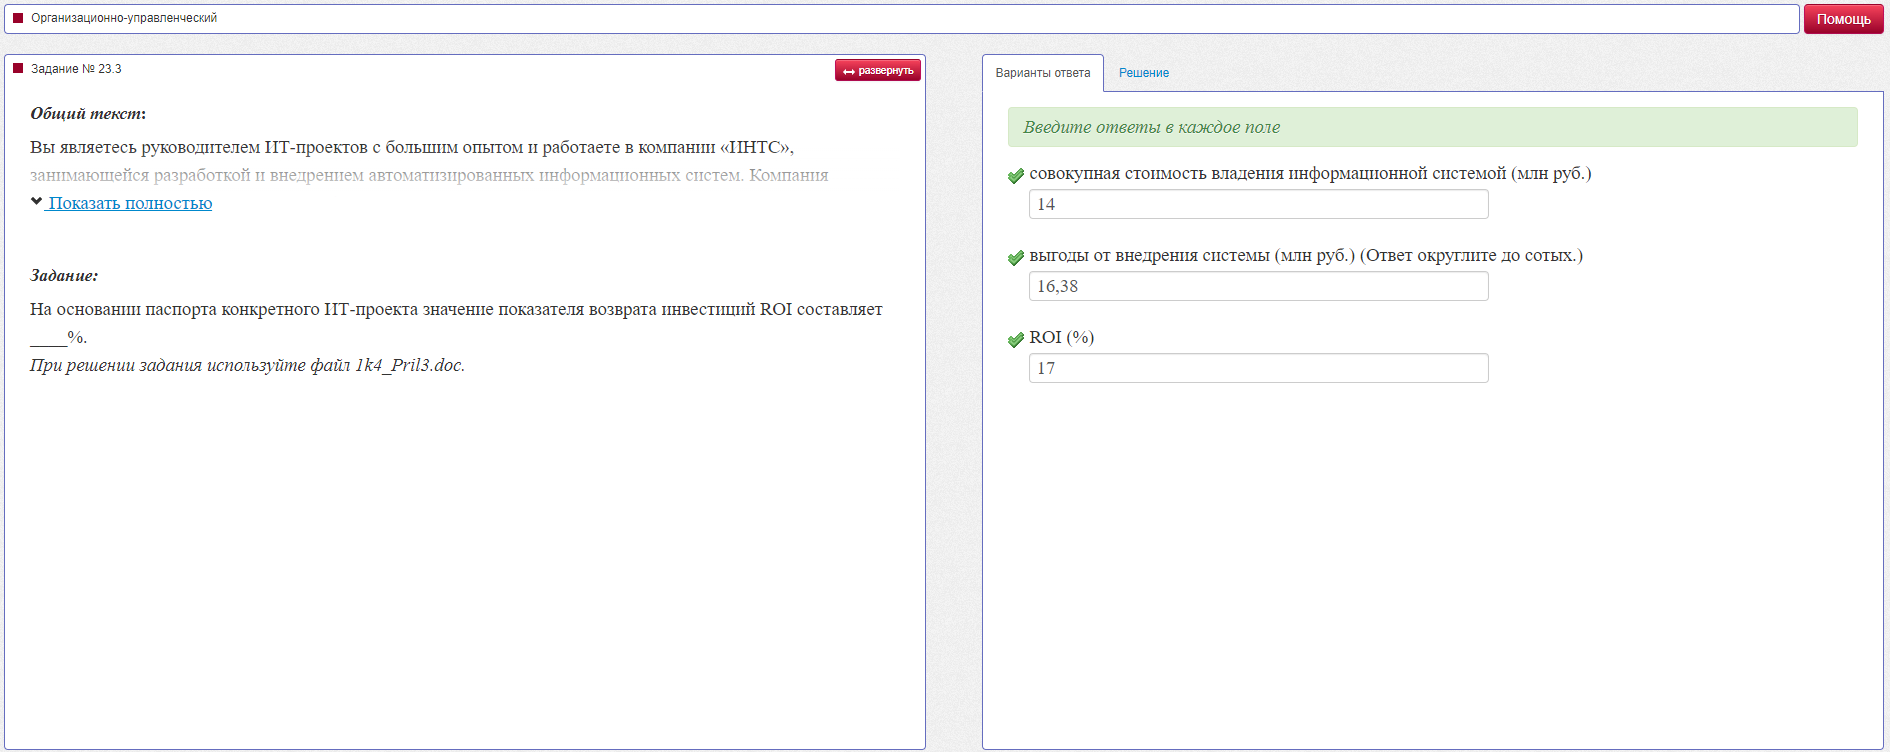 Организационно-управленческий
Помощь
Задание № 23.3
развернуть
Общий текст:
Вы являетесь руководителем ИТ-проектов с большим опытом и работаете в компании «ИНТС»,
занимающейся разработкой и внедрением автоматизированных информационных систем. Компания
Показать полностью
Задание:
На основании паспорта конкретного ИТ-проекта значение показателя возврата инвестиций ROI составляет
____%.
При решении задания используйте файл 1k4_Pril3.doc.
Варианты ответа
Решение
Введите ответы в каждое поле
совокупная стоимость владения информационной системой (млн руб.)
14
выгоды от внедрения системы (млн руб.) (Ответ округлите до сотых.)
16,38
ROI (%)
17